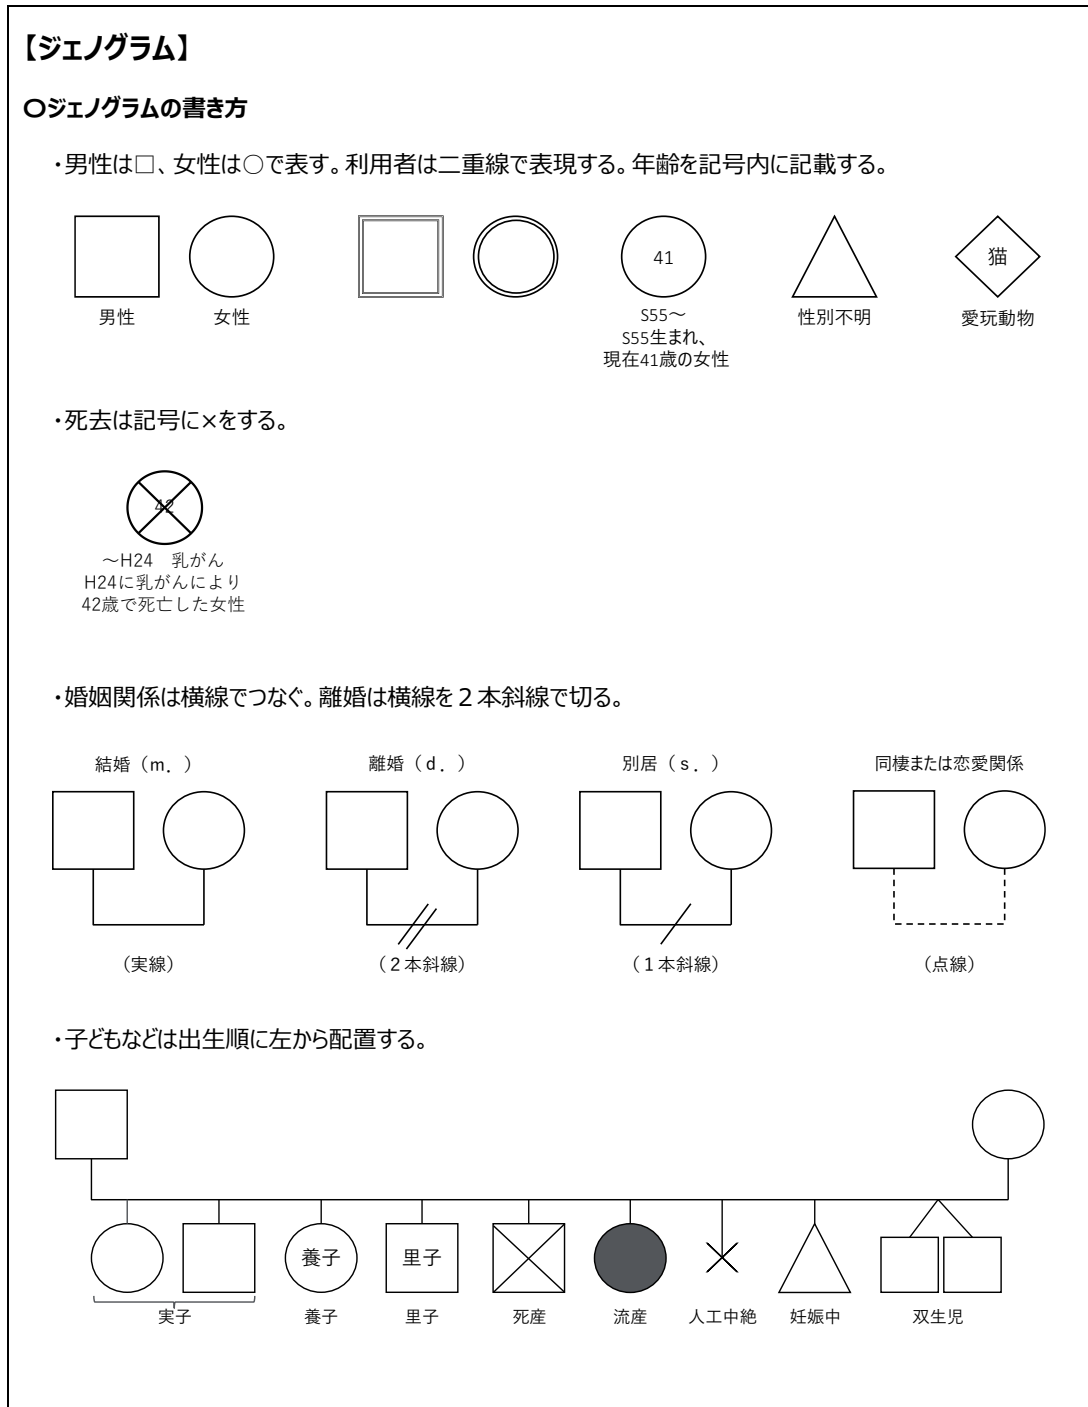 【ジェノグラム】
〇ジェノグラムの書き方
・男性は□、女性は○で表す。利用者は二重線で表現する。年齢を記号内に記載する。
41
猫
男性
女性
S55～
S55生まれ、
現在41歳の女性
性別不明
愛玩動物
・死去は記号に×をする。
42
～H24　乳がん
H24に乳がんにより
42歳で死亡した女性
・婚姻関係は横線でつなぐ。離婚は横線を２本斜線で切る。
結婚（ｍ．）
離婚（ｄ．）
別居（ｓ．）
同棲または恋愛関係
（実線）
（２本斜線）
（１本斜線）
（点線）
・子どもなどは出生順に左から配置する。
養子
里子
実子
養子
里子
死産
流産
人工中絶
妊娠中
双生児